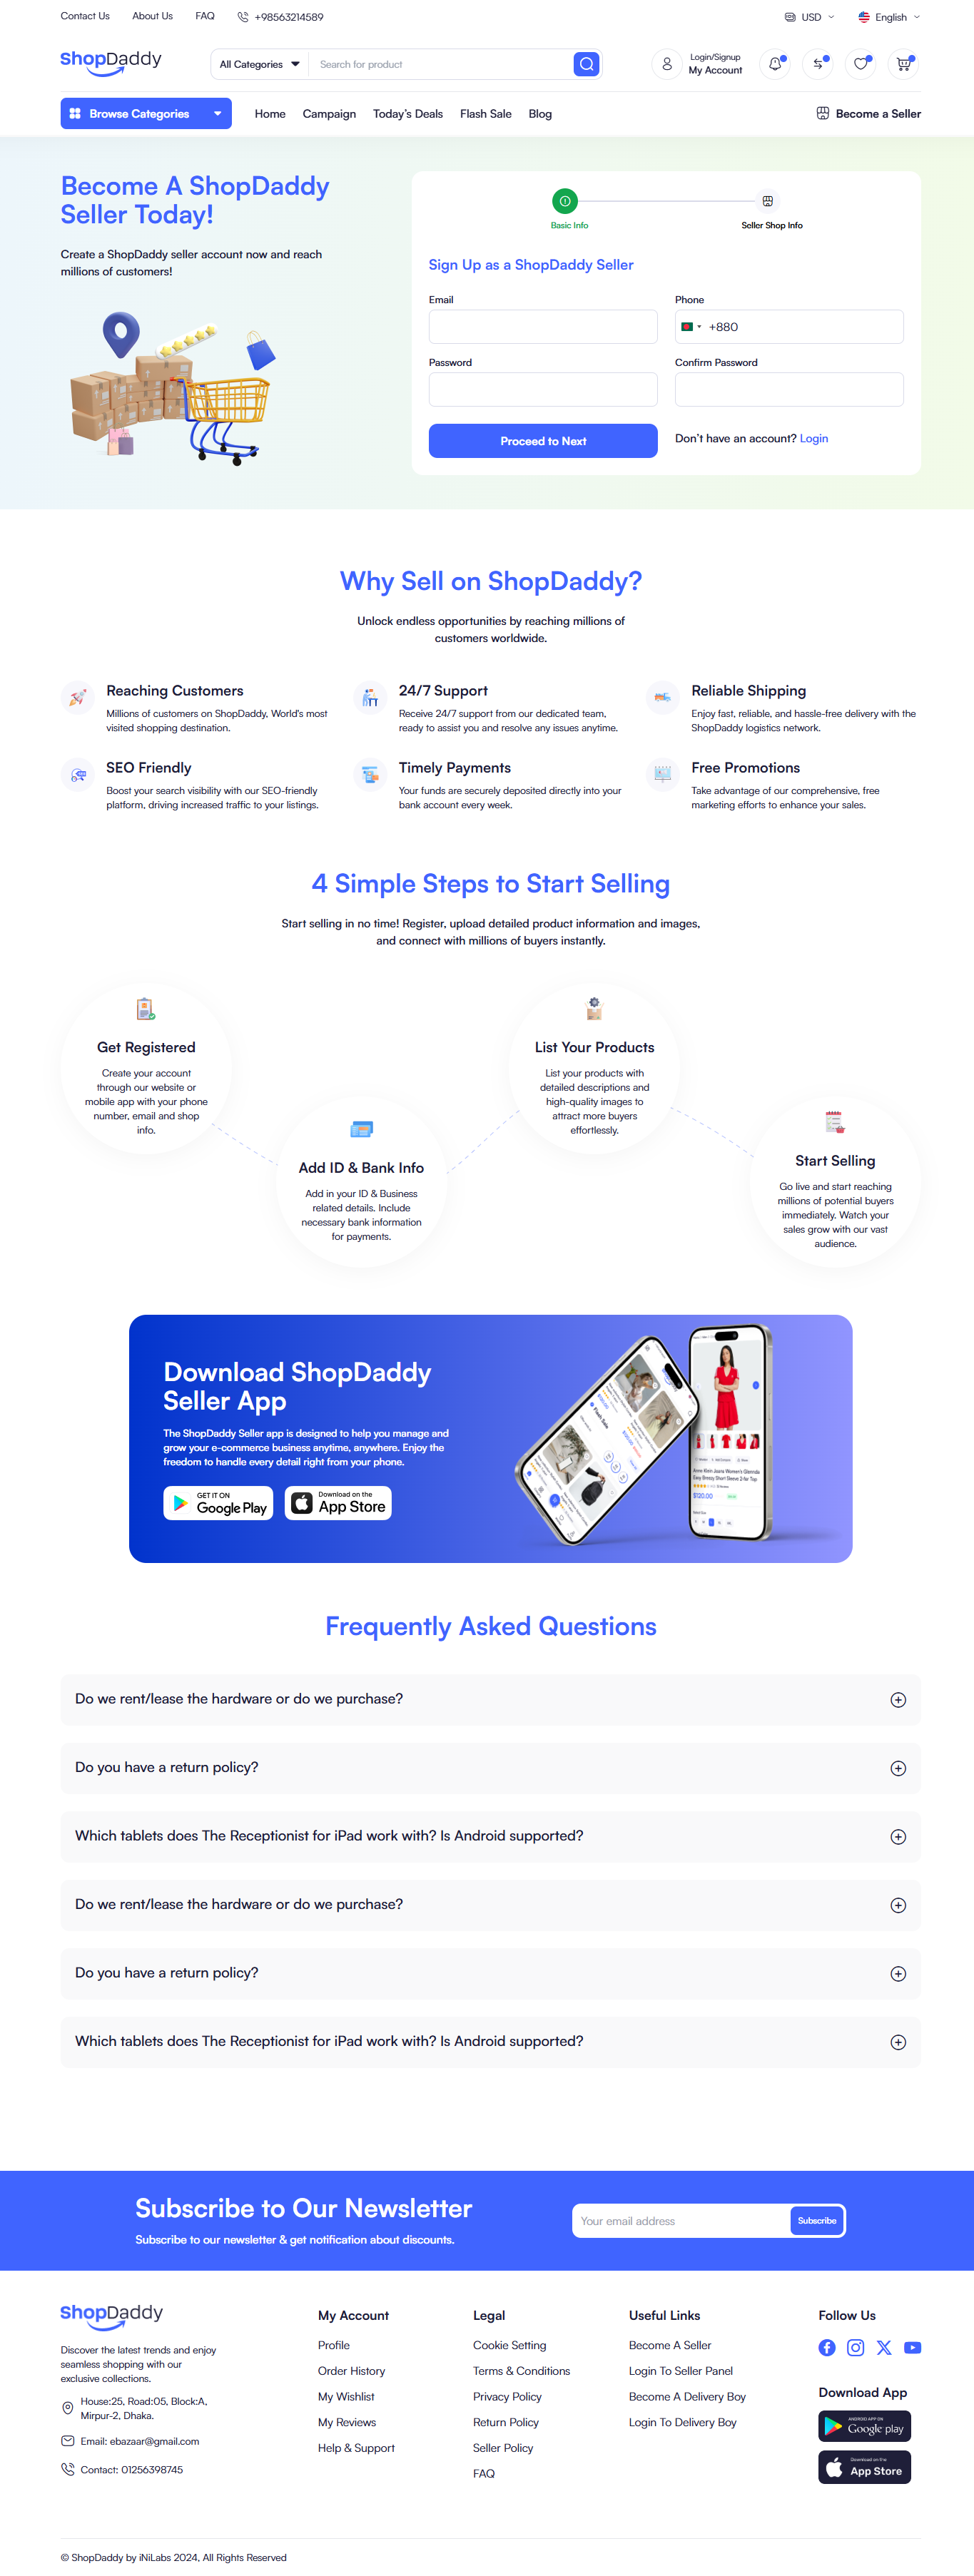 Contact Us
About Us
FAQ
+98563214589
USD
English
ShopDaddy
All Categories
Search for product
Login/Signup
My Account
Browse Categories
Home
Campaign
Today's Deals
Flash Sale
Blog
Become a Seller
Become A ShopDaddy
Seller Today!
Create a ShopDaddy seller account now and reach
millions of customers!
Basic Info
Seller Shop Info
Sign Up as a ShopDaddy Seller
Email
Phone
+880
Password
Confirm Password
Proceed to Next
Don't have an account? Login
Why Sell on ShopDaddy?
Unlock endless opportunities by reaching millions of
customers worldwide.
Reaching Customers
Millions of customers on ShopDaddy, World's most
visited shopping destination.
24/7 Support
Receive 24/7 support from our dedicated team,
ready to assist you and resolve any issues anytime.
Reliable Shipping
Enjoy fast, reliable, and hassle-free delivery with the
ShopDaddy logistics network.
SEO Friendly
Boost your search visibility with our SEO-friendly
platform, driving increased traffic to your listings.
Timely Payments
Your funds are securely deposited directly into your
bank account every week.
Free Promotions
Take advantage of our comprehensive, free
marketing efforts to enhance your sales.
4 Simple Steps to Start Selling
Start selling in no time! Register, upload detailed product information and images,
and connect with millions of buyers instantly.
Get Registered
Create your account
through our website or
mobile app with your phone
number, email and shop
info.
Add ID & Bank Info
Add in your ID & Business
related details. Include
necessary bank information
for payments.
List Your Products
List your products with
detailed descriptions and
high-quality images to
attract more buyers
effortlessly.
Start Selling
Go live and start reaching
millions of potential buyers
immediately. Watch your
sales grow with our vast
audience.
Download ShopDaddy
Seller App
The ShopDaddy Seller app is designed to help you manage and
grow your e-commerce business anytime, anywhere. Enjoy the
freedom to handle every detail right from your phone.
GET IT ON
Google Play
Download on the
App Store
Flash Sale
Anne Klein Jeans Women's Glennda
Easy Breezy Short Sleeve 2-for Top
$120.00
Frequently Asked Questions
Do we rent/lease the hardware or do we purchase?
Do you have a return policy?
Which tablets does The Receptionist for iPad work with? Is Android supported?
Do we rent/lease the hardware or do we purchase?
Do you have a return policy?
Which tablets does The Receptionist for iPad work with? Is Android supported?
Subscribe to Our Newsletter
Subscribe to our newsletter & get notification about discounts.
Your email address
Subscribe
ShopDaddy
Discover the latest trends and enjoy
seamless shopping with our
exclusive collections.
House:25, Road:05, Block:A,
Mirpur-2, Dhaka.
Email: ebazaar@gmail.com
Contact: 01256398745
My Account
Profile
Order History
My Wishlist
My Reviews
Help & Support
Legal
Cookie Setting
Terms & Conditions
Privacy Policy
Return Policy
Seller Policy
FAQ
Useful Links
Become A Seller
Login To Seller Panel
Become A Delivery Boy
Login To Delivery Boy
Follow Us
Download App
ANDROID APP ON
Google play
Download on the
App Store
© ShopDaddy by iNiLabs 2024, All Rights Reserved